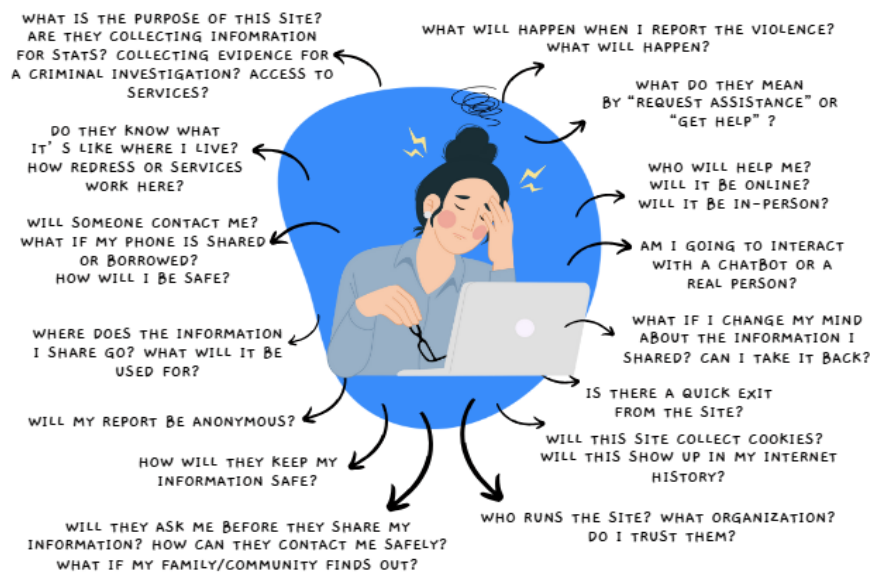 WHAT IS THE PURPOSE OF THIS SITE?
ARE THEY COLLECTING INFOMRATION
FOR STATS? COLLECTING EVIDENCE FOR
A CRIMINAL INVESTIGATION? ACCESS TO
SERVICES?
WHAT WILL HAPPEN WHEN I REPORT THE VIOLENCE?
WHAT WILL HAPPEN?
WHAT DO THEY MEAN
BY "REQUEST ASSISTANCE" OR
"GET HELP" ?
DO THEY KNOW WHAT
IT' S LIKE WHERE I LIVE?
HOW REDRESS OR SERVICES
WORK HERE?
WHO WILL HELP ME?
WILL IT BE ONLINE?
WILL IT BE IN-PERSON?
WILL SOMEONE CONTACT ME?
WHAT IF MY PHONE IS SHARED
OR BORROWED?
HOW WILL I BE SAFE?
AM I GOING TO INTERACT
WITH A CHATBOT OR A
REAL PERSON?
WHERE DOES THE INFORMATION
I SHARE GO? WHAT WILL IT BE
USED FOR?
WHAT IF I CHANGE MY MIND
ABOUT THE INFORMATION I
SHARED? CAN I TAKE IT BACK?
WILL MY REPORT BE ANONYMOUS?
IS THERE A QUICK EXIT
FROM THE SITE?
HOW WILL THEY KEEP MY
INFORMATION SAFE?
WILL THIS SITE COLLECT COOKIES?
WILL THIS SHOW UP IN MY INTERNET
HISTORY?
WILL THEY ASK ME BEFORE THEY SHARE MY
INFORMATION? HOW CAN THEY CONTACT ME SAFELY?
WHAT IF MY FAMILY/COMMUNITY FINDS OUT?
WHO RUNS THE SITE? WHAT ORGANIZATION?
DO I TRUST THEM?